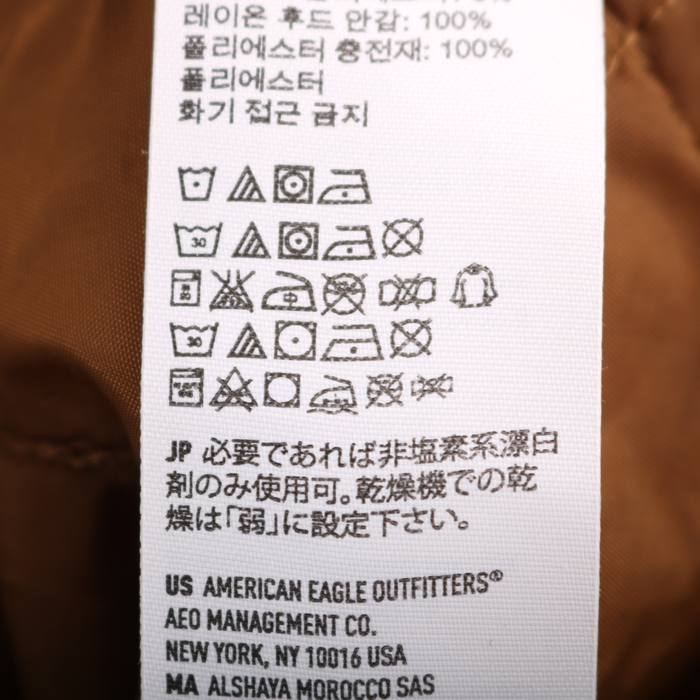 레이온 후드 안감: 100%
폴리에스터 충전재: 100%
폴리에스터
화기 접근 금지
30
30
JP 必要であれば非塩素系漂白
剤のみ使用可。乾燥機での乾
燥は「弱」に設定下さい。
US AMERICAN EAGLE OUTFITTERS®
AEO MANAGEMENT CO.
NEW YORK, NY 10016 USA
MA ALSHAYA MOROCCO SAS